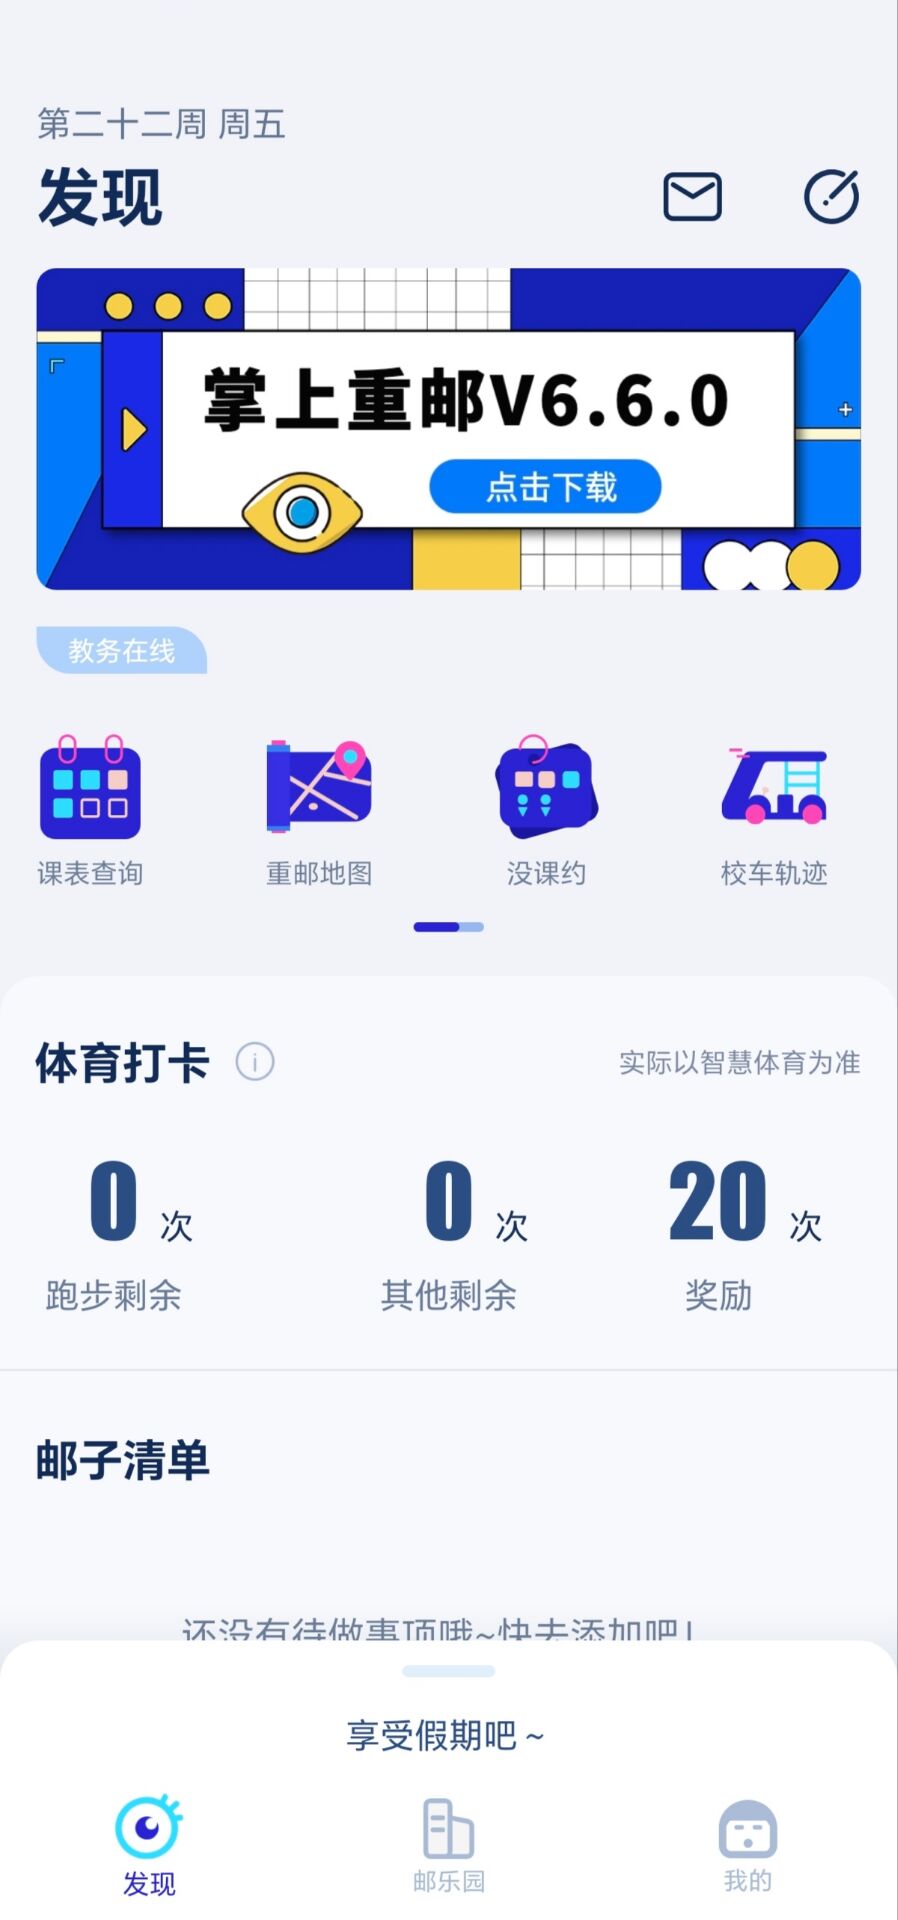 第二十二周 周五
发现
掌上重邮V6.6.0
点击下载
教务在线
课表查询
重邮地图
没课约
校车轨迹
体育打卡
实际以智慧体育为准
0次
0次
20次
跑步剩余
其他剩余
奖励
邮子清单
还没有待做事项哦~快去添加吧!
享受假期吧 ~
发现
邮乐园
我的